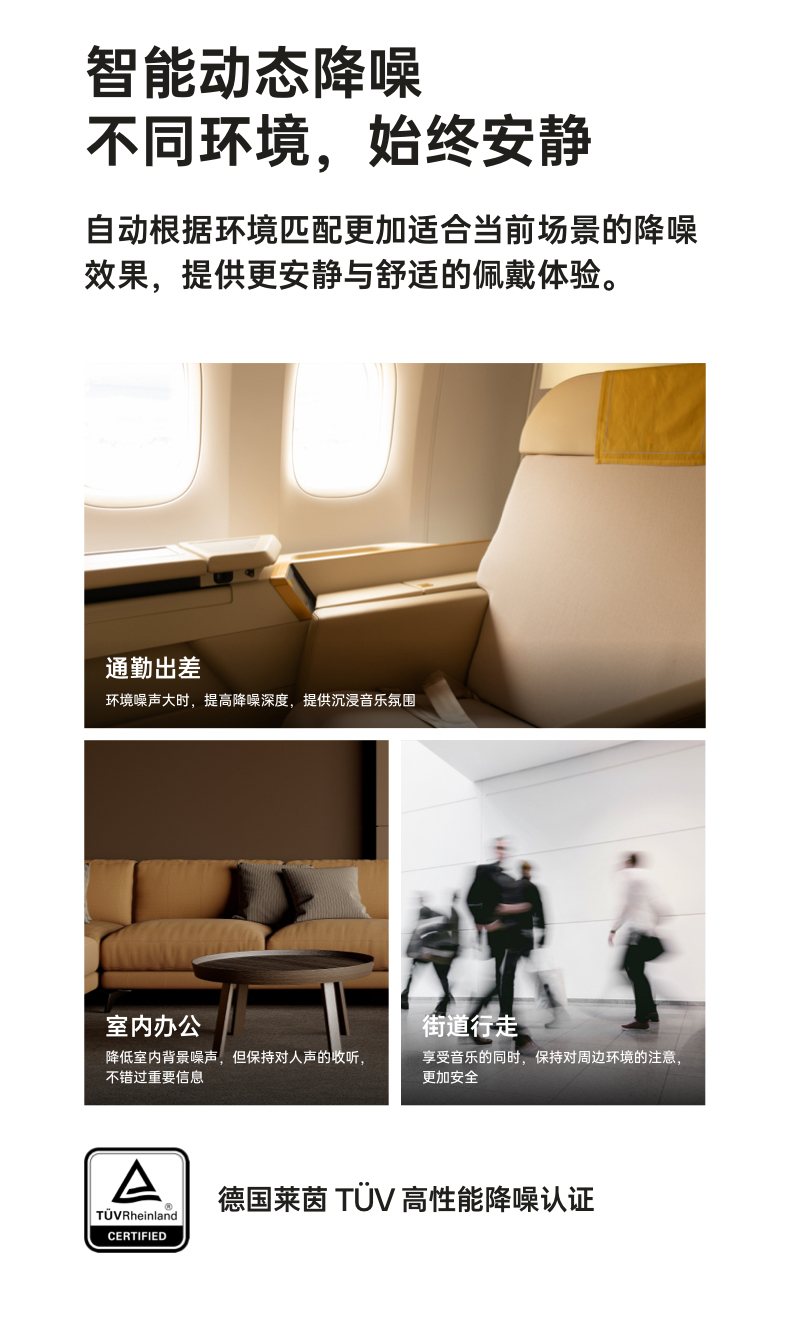 智能动态降噪
不同环境，始终安静
自动根据环境匹配更加适合当前场景的降噪
效果，提供更安静与舒适的佩戴体验。
通勤出差
环境噪声大时，提高降噪深度，提供沉浸音乐氛围
室内办公
降低室内背景噪声，但保持对人声的收听，
不错过重要信息
街道行走
享受音乐的同时，保持对周边环境的注意，
更加安全
®
TÜVRheinland
CERTIFIED
德国莱茵 TÜV 高性能降噪认证